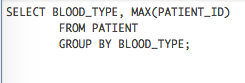 SELECT BLOOD_TYPE, MAX(PATIENT_ID)
FROM PATIENT
GROUP BY BLOOD_TYPE;